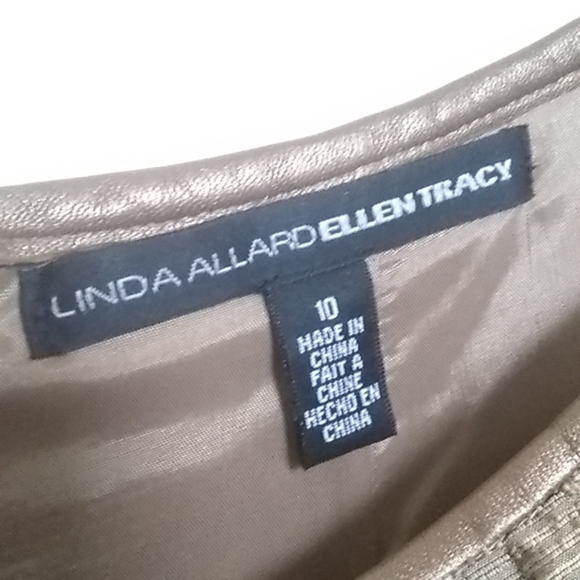 LINDA ALLARD ELLEN TRACY
10
MADE IN
CHINA
FAIT A
CHINE
HECHO EN
CHINA